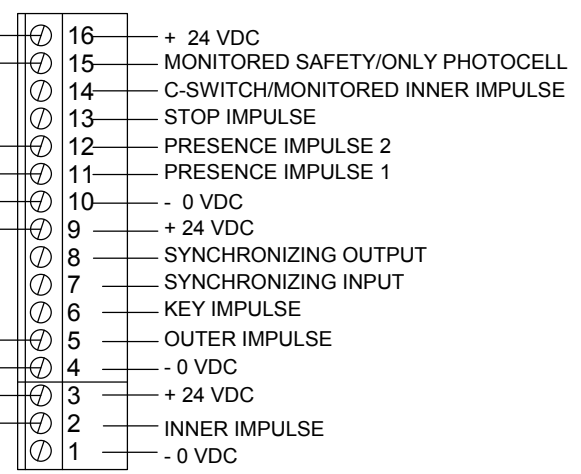 16 + 24 VDC
15 MONITORED SAFETY/ONLY PHOTOCELL
14 C-SWITCH/MONITORED INNER IMPULSE
13 STOP IMPULSE
12 PRESENCE IMPULSE 2
11 PRESENCE IMPULSE 1
10 - 0 VDC
9 + 24 VDC
8 SYNCHRONIZING OUTPUT
7 SYNCHRONIZING INPUT
6 KEY IMPULSE
5 OUTER IMPULSE
4 - 0 VDC
3 + 24 VDC
2 INNER IMPULSE
1 - 0 VDC